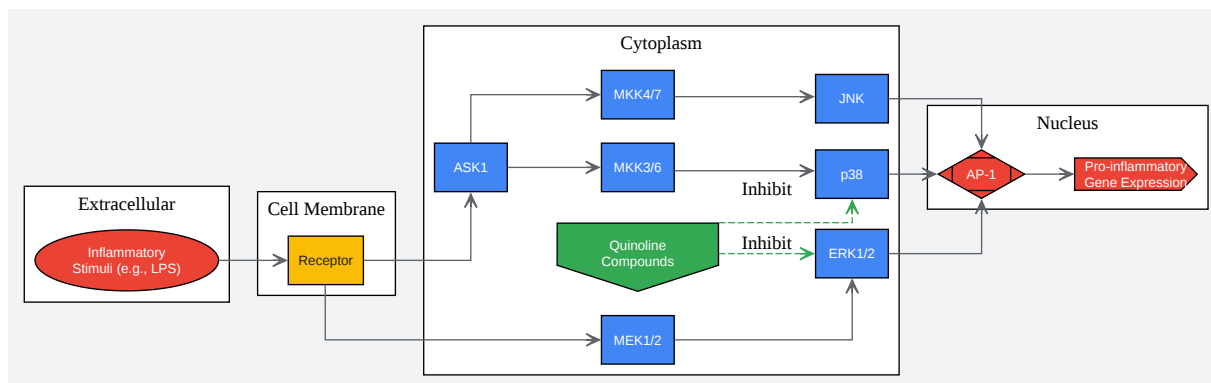 Cytoplasm
MKK4/7
JNK
Nucleus
ASK1
MKK3/6
p38
AP-1
Pro-inflammatory
Gene Expression
Inhibit
Extracellular
Cell Membrane
Inflammatory
Stimuli (e.g., LPS)
Receptor
Quinoline
Compounds
Inhibit
ERK1/2
MEK1/2